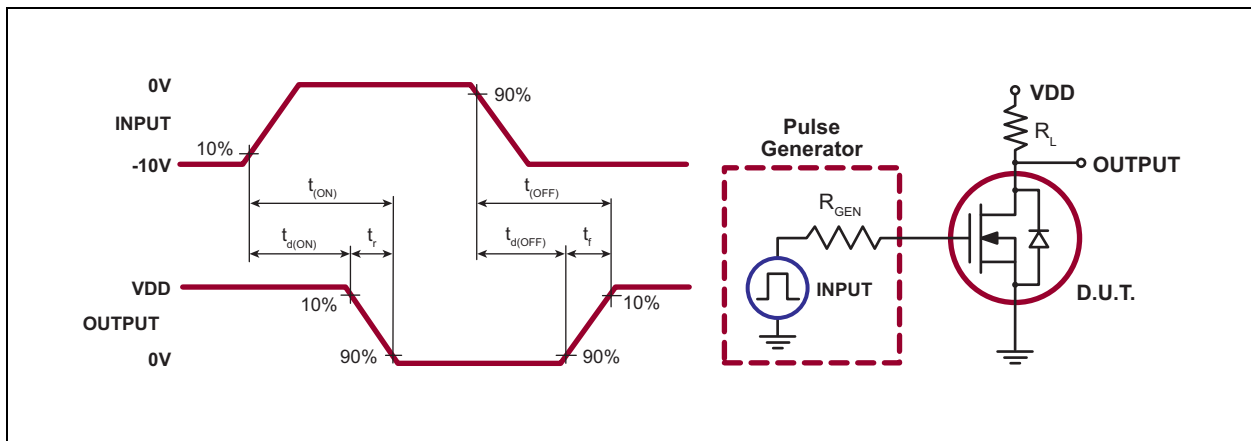 0V
INPUT
-10V
10%
90%
t(ON)
t(OFF)
td(ON)
tr
td(OFF)
tf
VDD
OUTPUT
0V
10%
90%
90%
10%
Pulse
Generator
RGEN
INPUT
VDD
RL
OUTPUT
D.U.T.